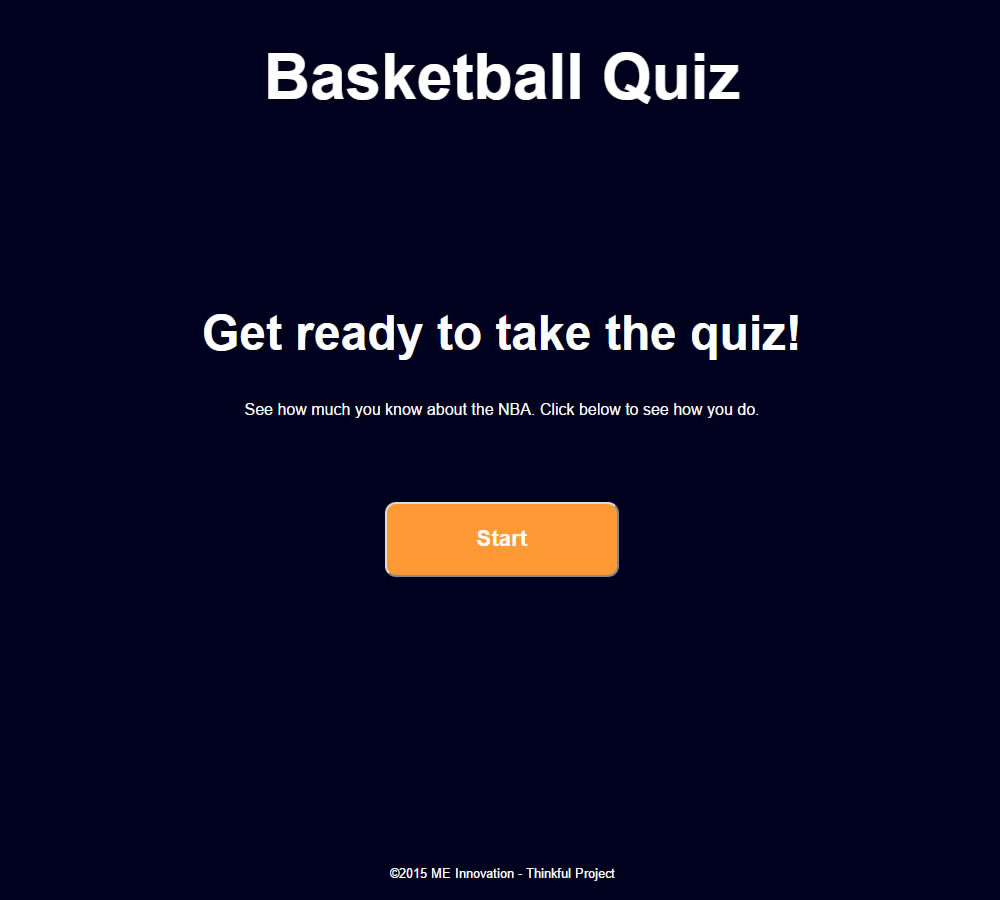 Basketball Quiz
Get ready to take the quiz!
See how much you know about the NBA. Click below to see how you do.
Start
©2015 ME Innovation - Thinkful Project